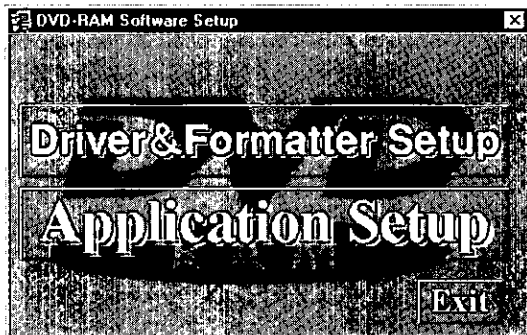 DVD-RAM Software Setup
Driver&Formatter Setup
Application Setup
Exit